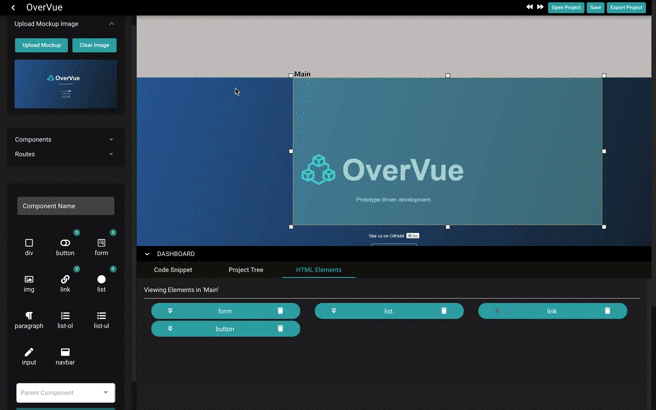 OverVue
Open Project
Save
Export Project
Upload Mockup Image
Upload Mockup
Clear Image
OverVue
Components
Routes
Component Name
1
1
div
button
form
1
1
img
link
list
paragraph
list-ol
list-ul
input
navbar
Parent Component
Main
OverVue
Prototype driven development.
Star us on GitHub!
DASHBOARD
Code Snippet
Project Tree
HTML Elements
Viewing Elements in 'Main'
form
list
link
button